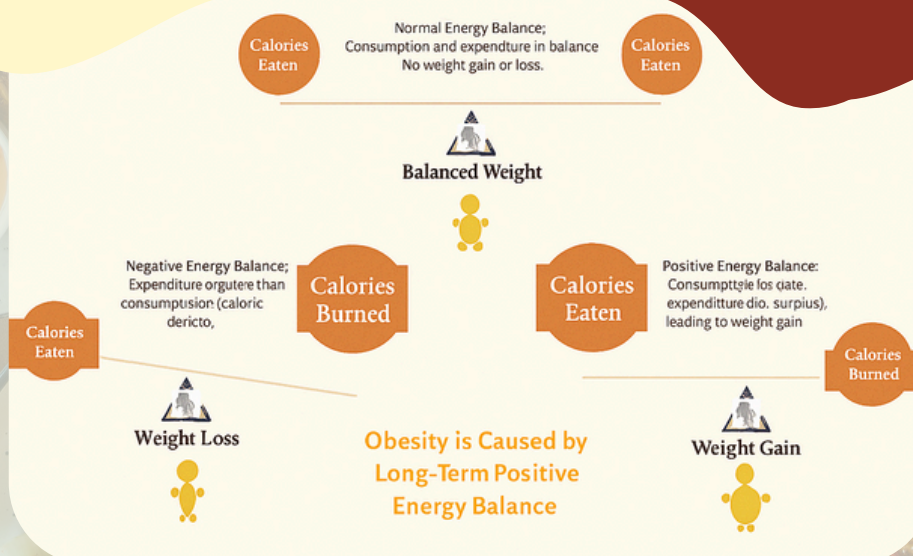 Calories
Eaten
Normal Energy Balance;
Consumption and expendture in balance
No weight gain or loss.
Calories
Eaten
Balanced Weight
Negative Energy Balance;
Expenditure orgutere than
consumptusion (caloric
dericto,
Calories
Burned
Calories
Eaten
Weight Loss
Calories
Eaten
Positive Energy Balance:
Consumpttgle fos qate.
expenditture dio. surpius),
leading to weight gain
Calories
Burned
Weight Gain
Obesity is Caused by
Long-Term Positive
Energy Balance